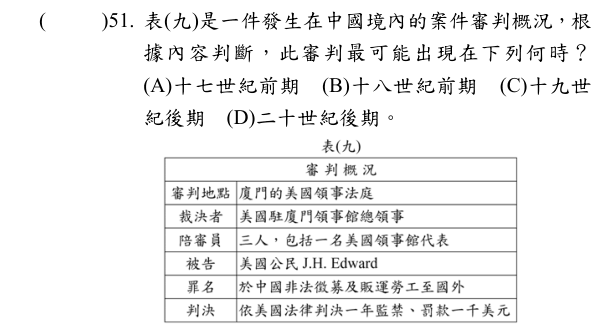 (　　)51. 表(九)是一件發生在中國境內的案件審判概況，根
據內容判斷，此審判最可能出現在下列何時？
(A)十七世紀前期　(B)十八世紀前期　(C)十九世
紀後期　(D)二十世紀後期。
表(九)
審判概況
審判地點 廈門的美國領事法庭
裁決者 美國駐廈門領事館總領事
陪審員 三人，包括一名美國領事館代表
被告 美國公民 J.H. Edward
罪名 於中國非法徵募及販運勞工至國外
判決 依美國法律判決一年監禁、罰款一千美元